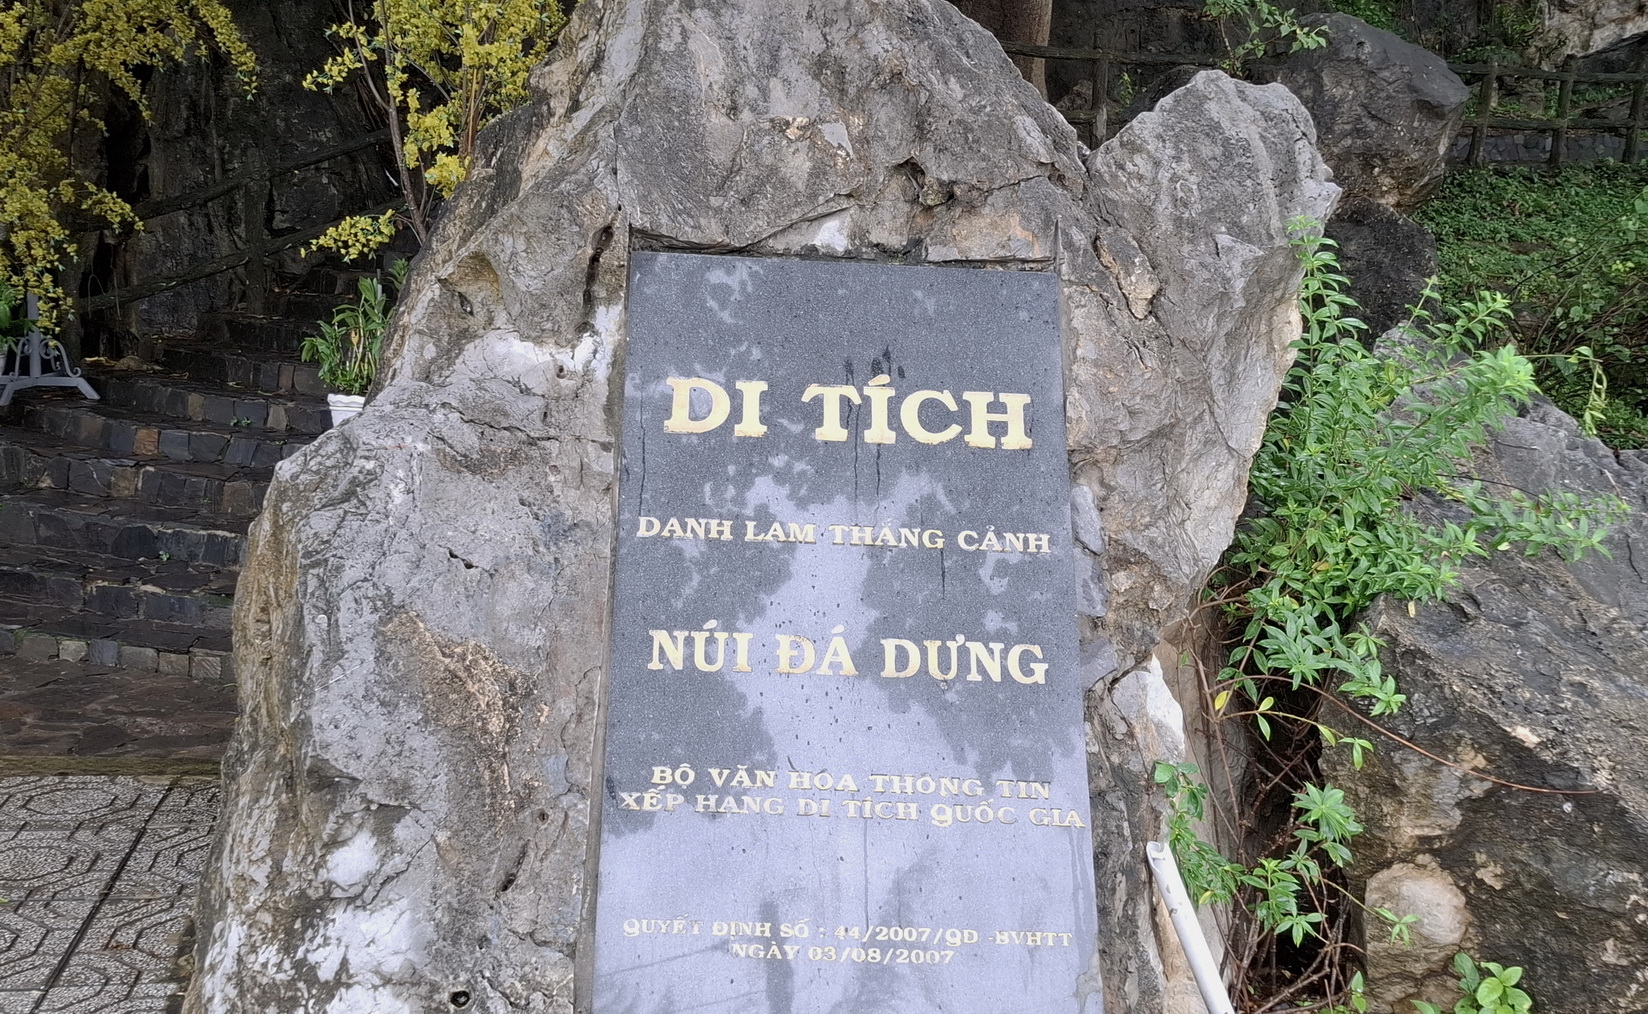 DI TÍCH
DANH LAM THẮNG CẢNH
NÚI ĐÁ DỰNG
BỘ VĂN HÓA THÔNG TIN
XẾP HẠNG DI TÍCH QUỐC GIA
QUYẾT ĐỊNH SỐ : 44/2007/QD -BVHTT
NGÀY 03/08/2007